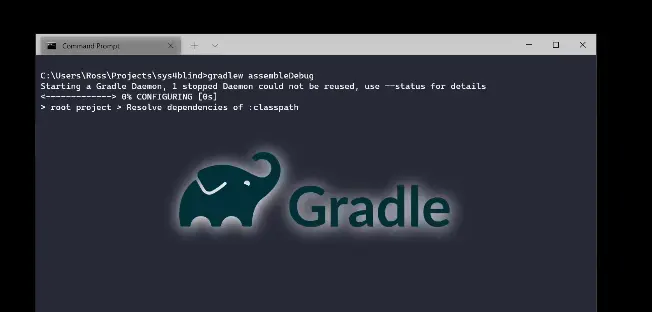 Command Prompt
C:\Users\Ross\Projects\sys4blind>gradlew assembleDebug
Starting a Gradle Daemon, 1 stopped Daemon could not be reused, use --status for details
<-------------> 0% CONFIGURING [0s]
> root project > Resolve dependencies of :classpath
Gradle